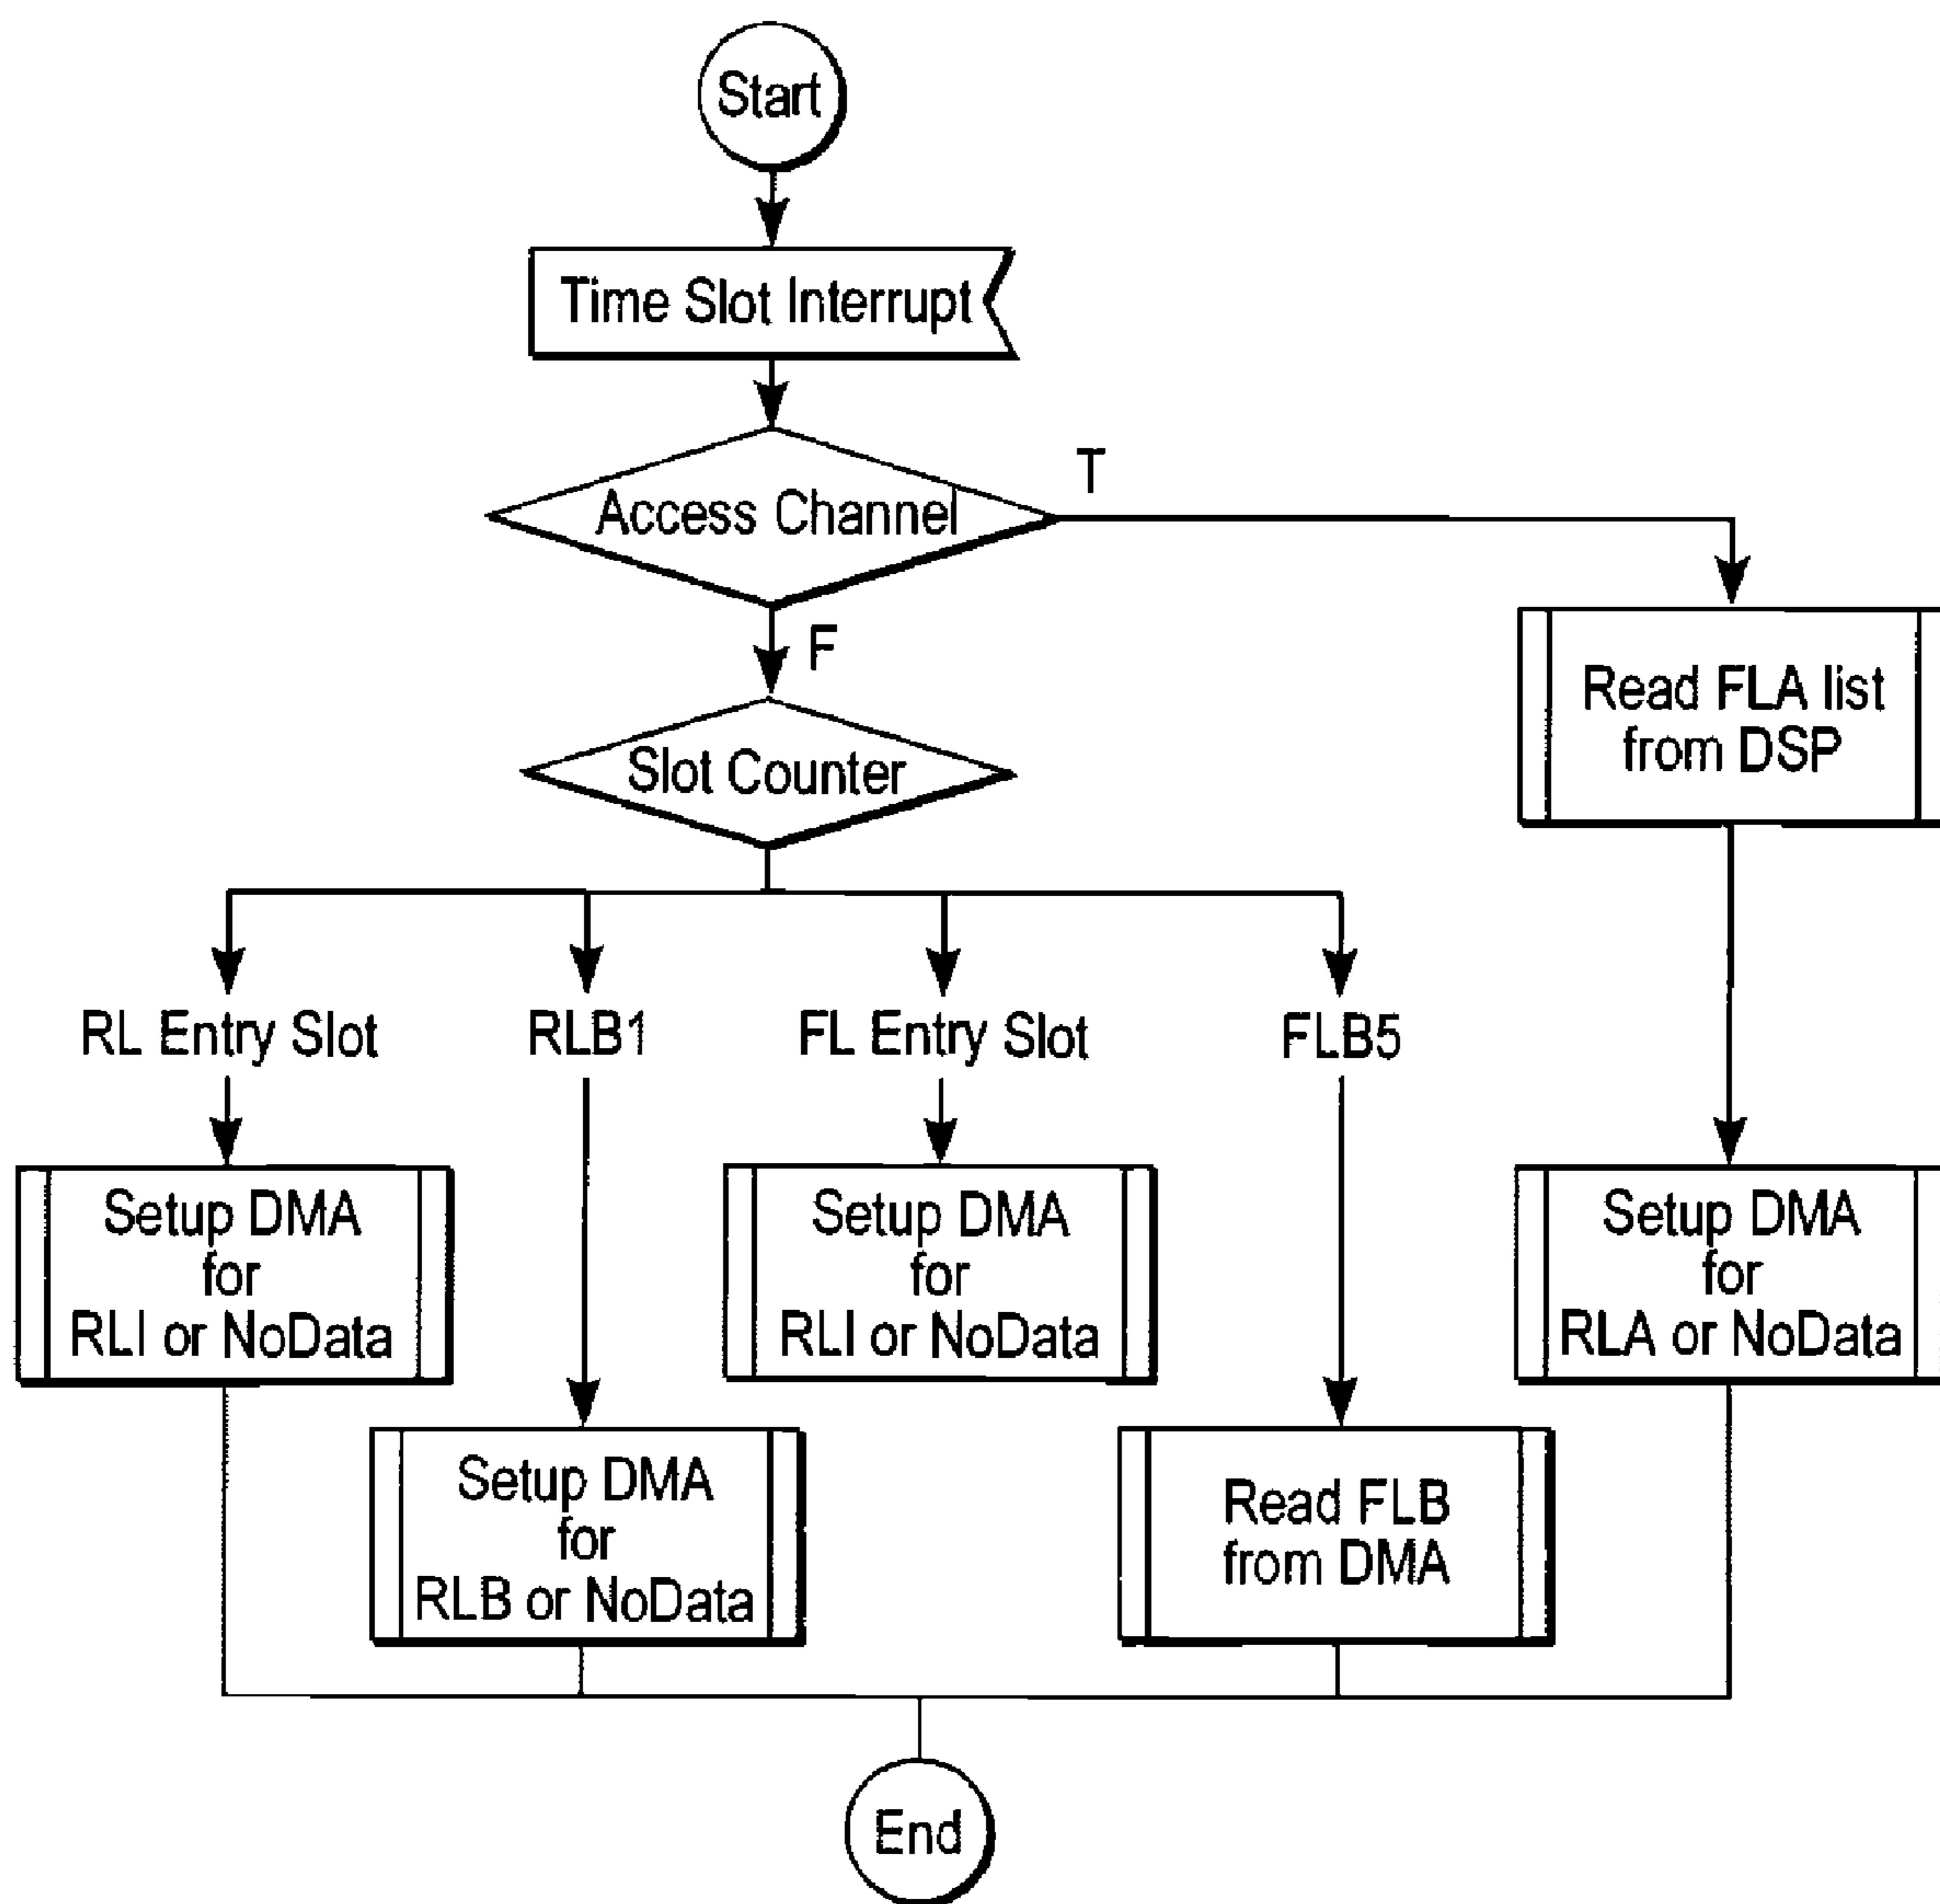 Start
Time Slot Interrupt
Access Channel
T
F
Read FLA list
from DSP
Slot Counter
RL Entry Slot
RLB1
FL Entry Slot
FLB5
Setup DMA
for
RLI or NoData
Setup DMA
for
RLI or NoData
Setup DMA
for
RLA or NoData
Setup DMA
for
RLB or NoData
Read FLB
from DMA
End